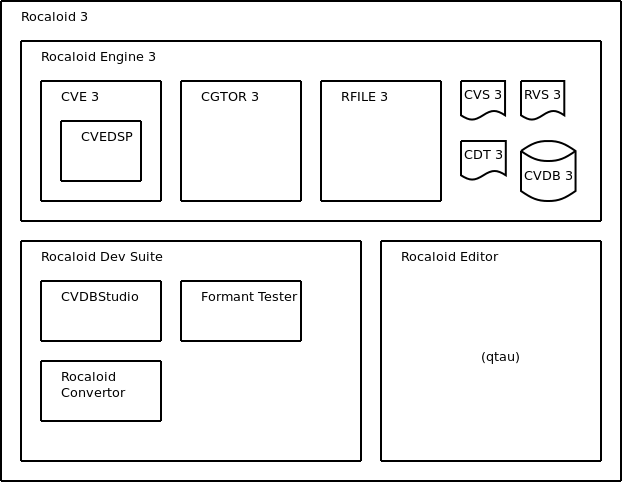 Rocaloid 3
Rocaloid Engine 3
CVE 3
CGTOR 3
RFILE 3
CVS 3
RVS 3
CVEDSP
CDT 3
CVDB 3
Rocaloid Dev Suite
Rocaloid Editor
CVDBStudio
Formant Tester
(qtau)
Rocaloid
Convertor